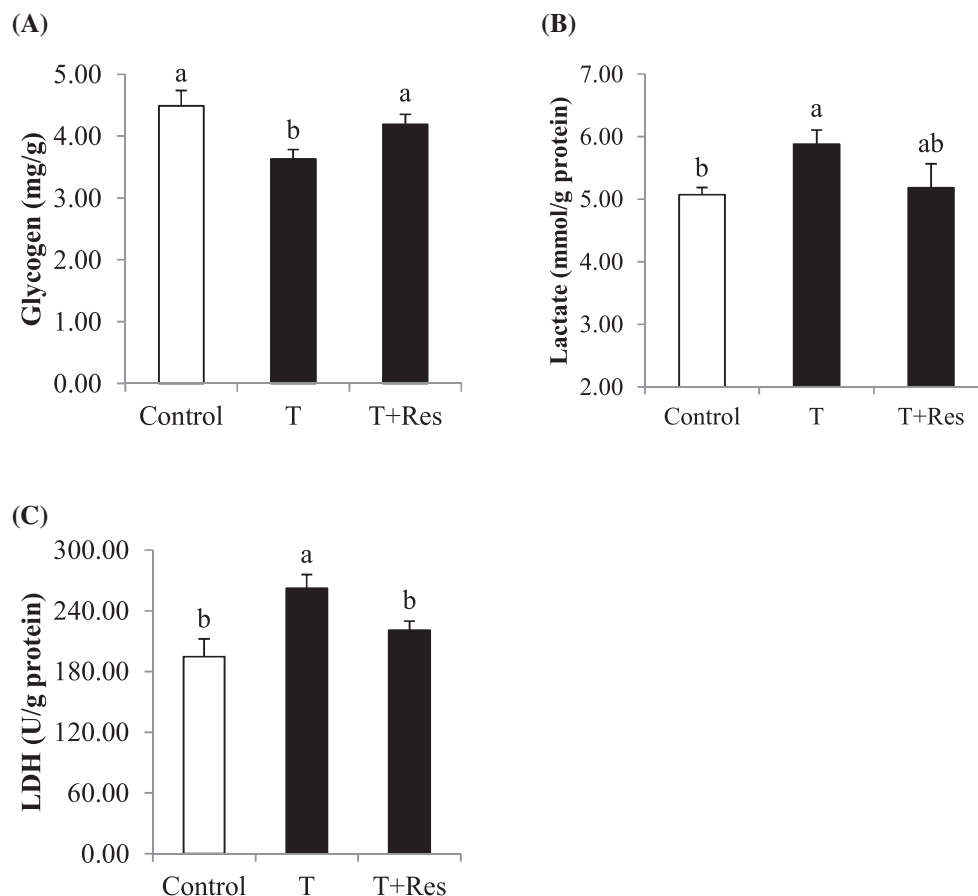 (A)
Glycogen (mg/g)
5.00
4.00
3.00
2.00
1.00
0.00
a
b
a
Control
T
T+Res
(B)
Lactate (mmol/g protein)
7.00
6.00
5.00
4.00
3.00
2.00
b
a
ab
Control
T
T+Res
(C)
LDH (U/g protein)
300.00
240.00
180.00
120.00
60.00
0.00
b
a
b
Control
T
T+Res